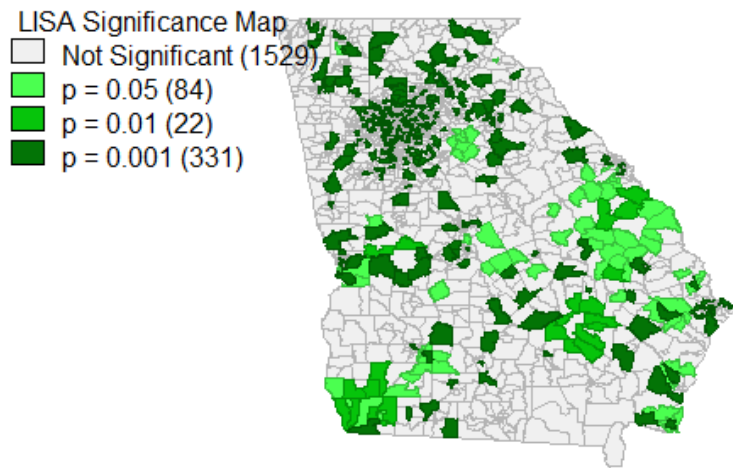 LISA Significance Map
Not Significant (1529)
p = 0.05 (84)
p = 0.01 (22)
p = 0.001 (331)